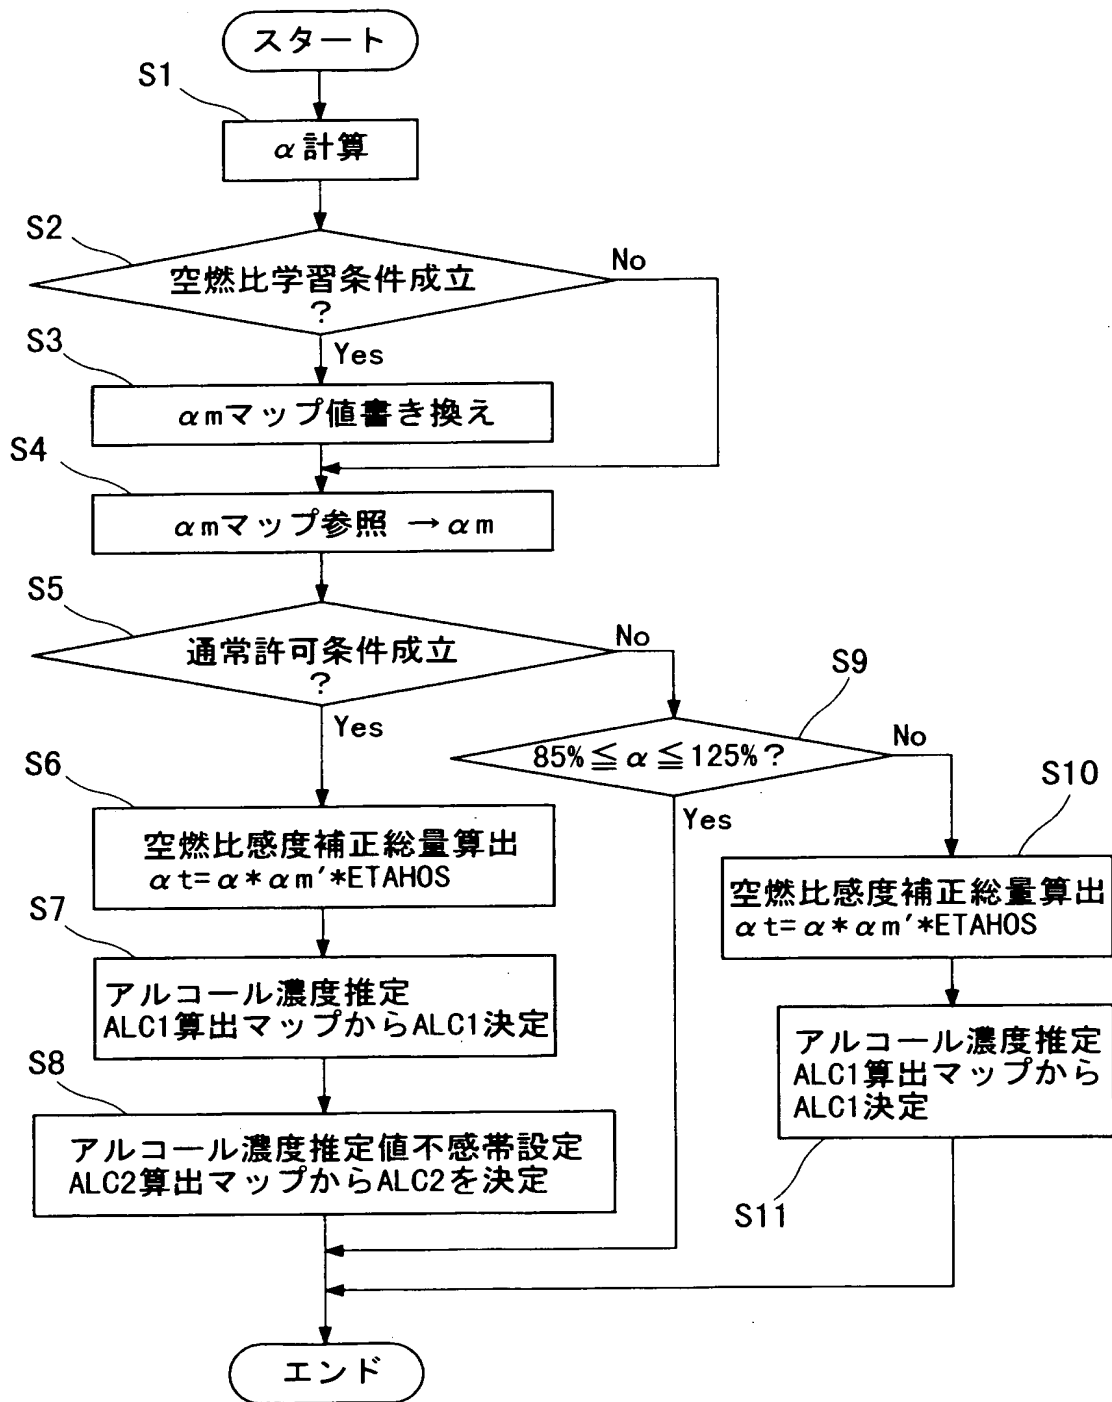 スタート
S1
α計算
S2
空燃比学習条件成立
?
No
Yes
S3
αmマップ値書き換え
S4
αmマップ参照 →αm
S5
通常許可条件成立
?
No
Yes
S9
85%≦α≦125%?
No
Yes
S6
空燃比感度補正総量算出
αt=α*αm′*ETAHOS
S10
空燃比感度補正総量算出
αt=α*αm′*ETAHOS
S7
アルコール濃度推定
ALC1算出マップからALC1決定
S11
アルコール濃度推定
ALC1算出マップから
ALC1決定
S8
アルコール濃度推定値不感帯設定
ALC2算出マップからALC2を決定
エンド